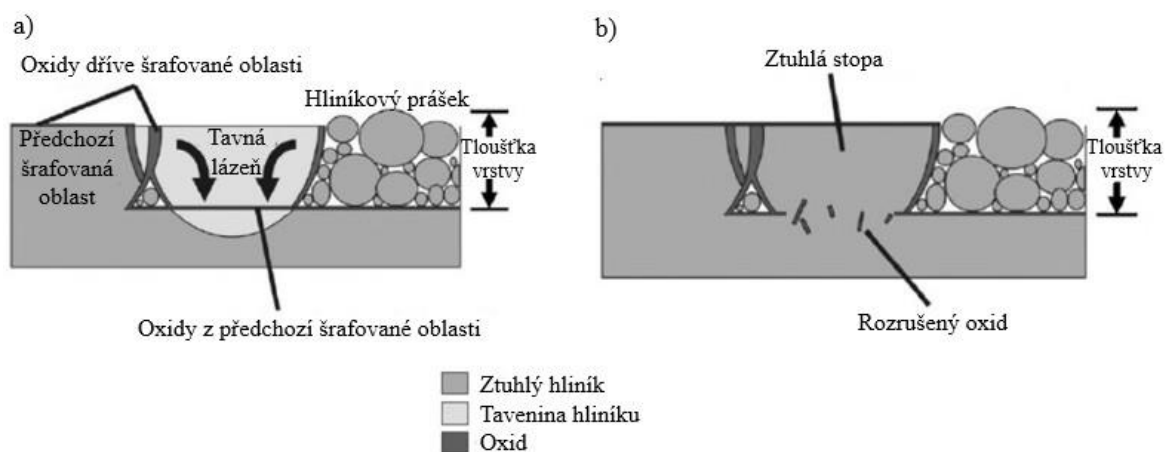 a)
Oxidy dříve šrafované oblasti
Hliníkový prášek
Předchozí
šrafovaná
oblast
Tavná
lázeň
Tloušťka
vrstvy
Oxidy z předchozí šrafované oblasti
b)
Ztuhlá stopa
Tloušťka
vrstvy
Rozrušený oxid
Ztuhlý hliník
Tavenina hliníku
Oxid